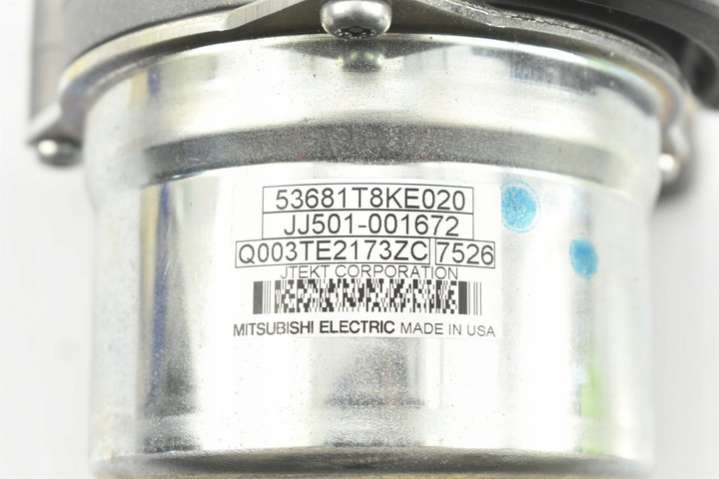 53681T8KE020
JJ501-001672
Q003TE2173ZC 7526
JTEKT CORPORATION
MITSUBISHI ELECTRIC MADE IN USA